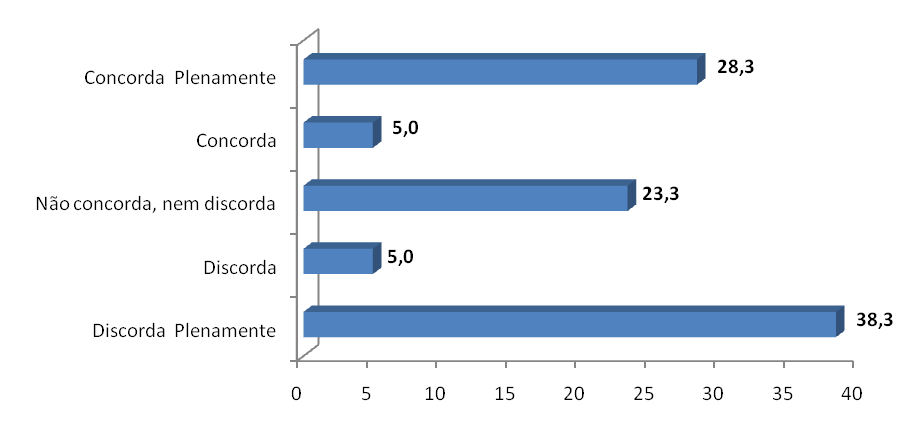 Concorda Plenamente
28,3
Concorda
5,0
Não concorda, nem discorda
23,3
Discorda
5,0
Discorda Plenamente
38,3
0 5 10 15 20 25 30 35 40